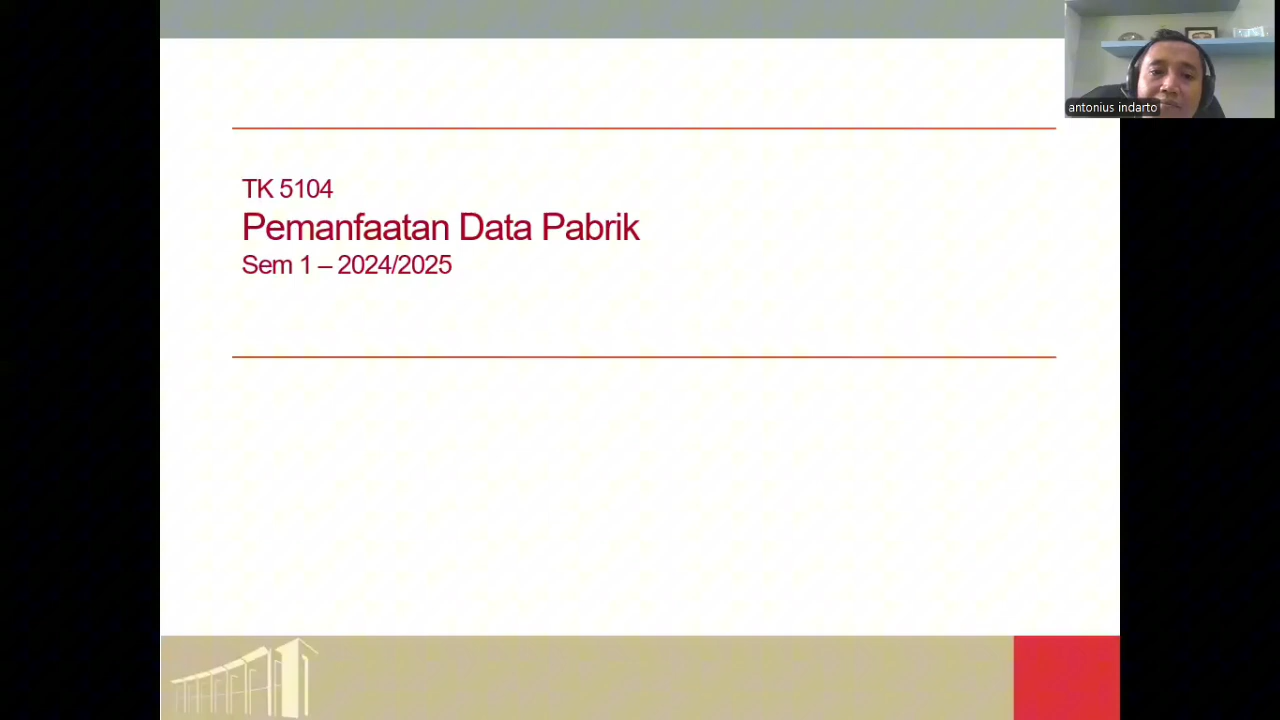 TK 5104
Pemanfaatan Data Pabrik
Sem 1 – 2024/2025
antonius indarto